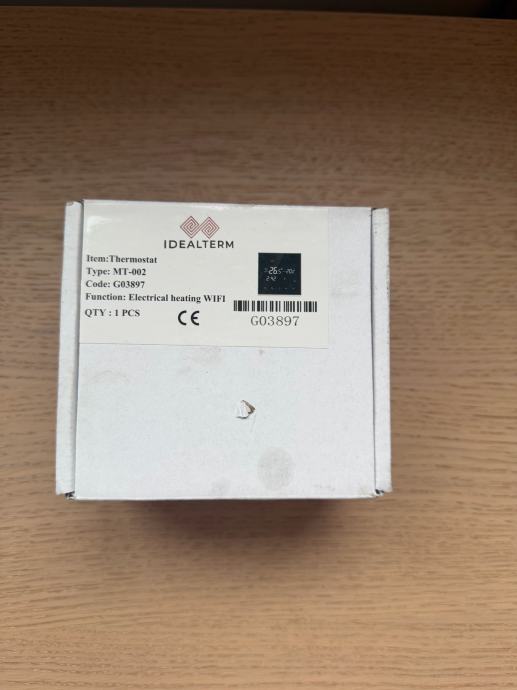 IDEALTERM
Item:Thermostat
Type: MT-002
Code: G03897
Function: Electrical heating WIFI
QTY : 1 PCS
CE
G03897